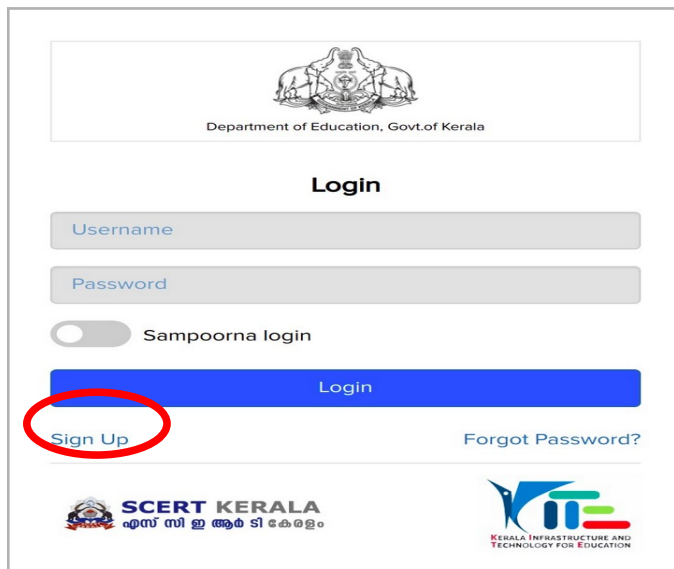 Department of Education, Govt.of Kerala
Login
Username
Password
Sampoorna login
Login
Sign Up
Forgot Password?
SCERT KERALA
എസ് സി ഇ ആർ ടി കേരളം
KITE
KERALA INFRASTRUCTURE AND
TECHNOLOGY FOR EDUCATION